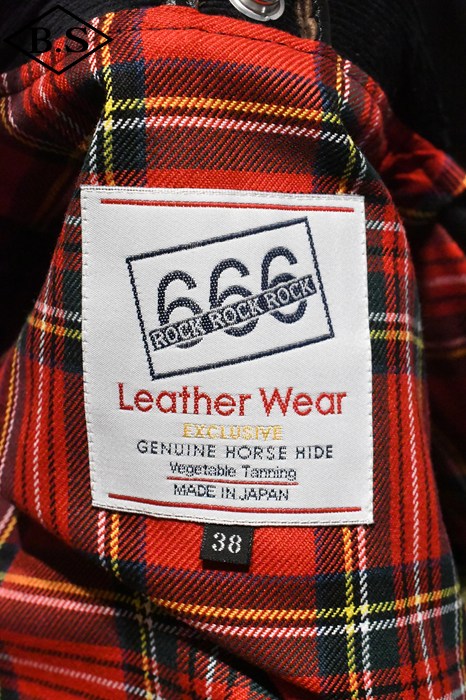 B.S
666
ROCK ROCK ROCK
Leather Wear
EXCLUSIVE
GENUINE HORSE HIDE
Vegetable Tanning
MADE IN JAPAN
38